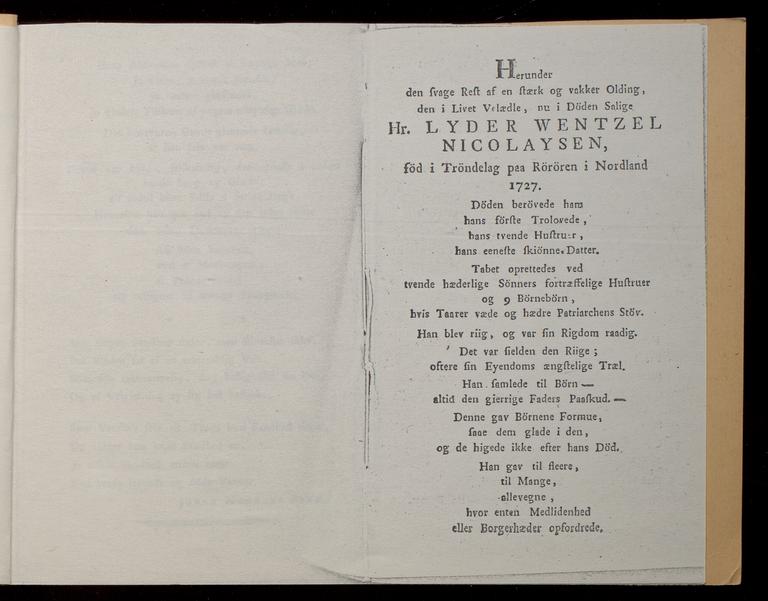 Herunder
den svage Rest af en stærk og vakker Olding,
den i Livet Velædle, nu i Döden Salige
Hr. LYDER WENTZEL
NICOLAYSEN,
föd i Tröndelag paa Rörören i Nordland
1727.
Döden berövede ham
hans förste Trolovede,
hans tvende Hustruer,
hans eeneste skiönne Datter.
Tabet oprettedes ved
tvende hæderlige Sönners fortræffelige Hustruer
og 9 Börnebörn,
hvis Taarer væde og hædre Patriarchens Stöv.
Han blev riig, og var sin Rigdom raadig.
Det var sielden den Riige;
oftere sin Eyendoms ængstelige Træl.
Han samlede til Börn —
altid den gierrige Faders Paaskud. —
Denne gav Börnene Formue,
saae dem glade i den,
og de higede ikke efter hans Död.
Han gav til fleere,
til Mange,
allevegne,
hvor enten Medlidenhed
eller Borgerhæder opfordrede.